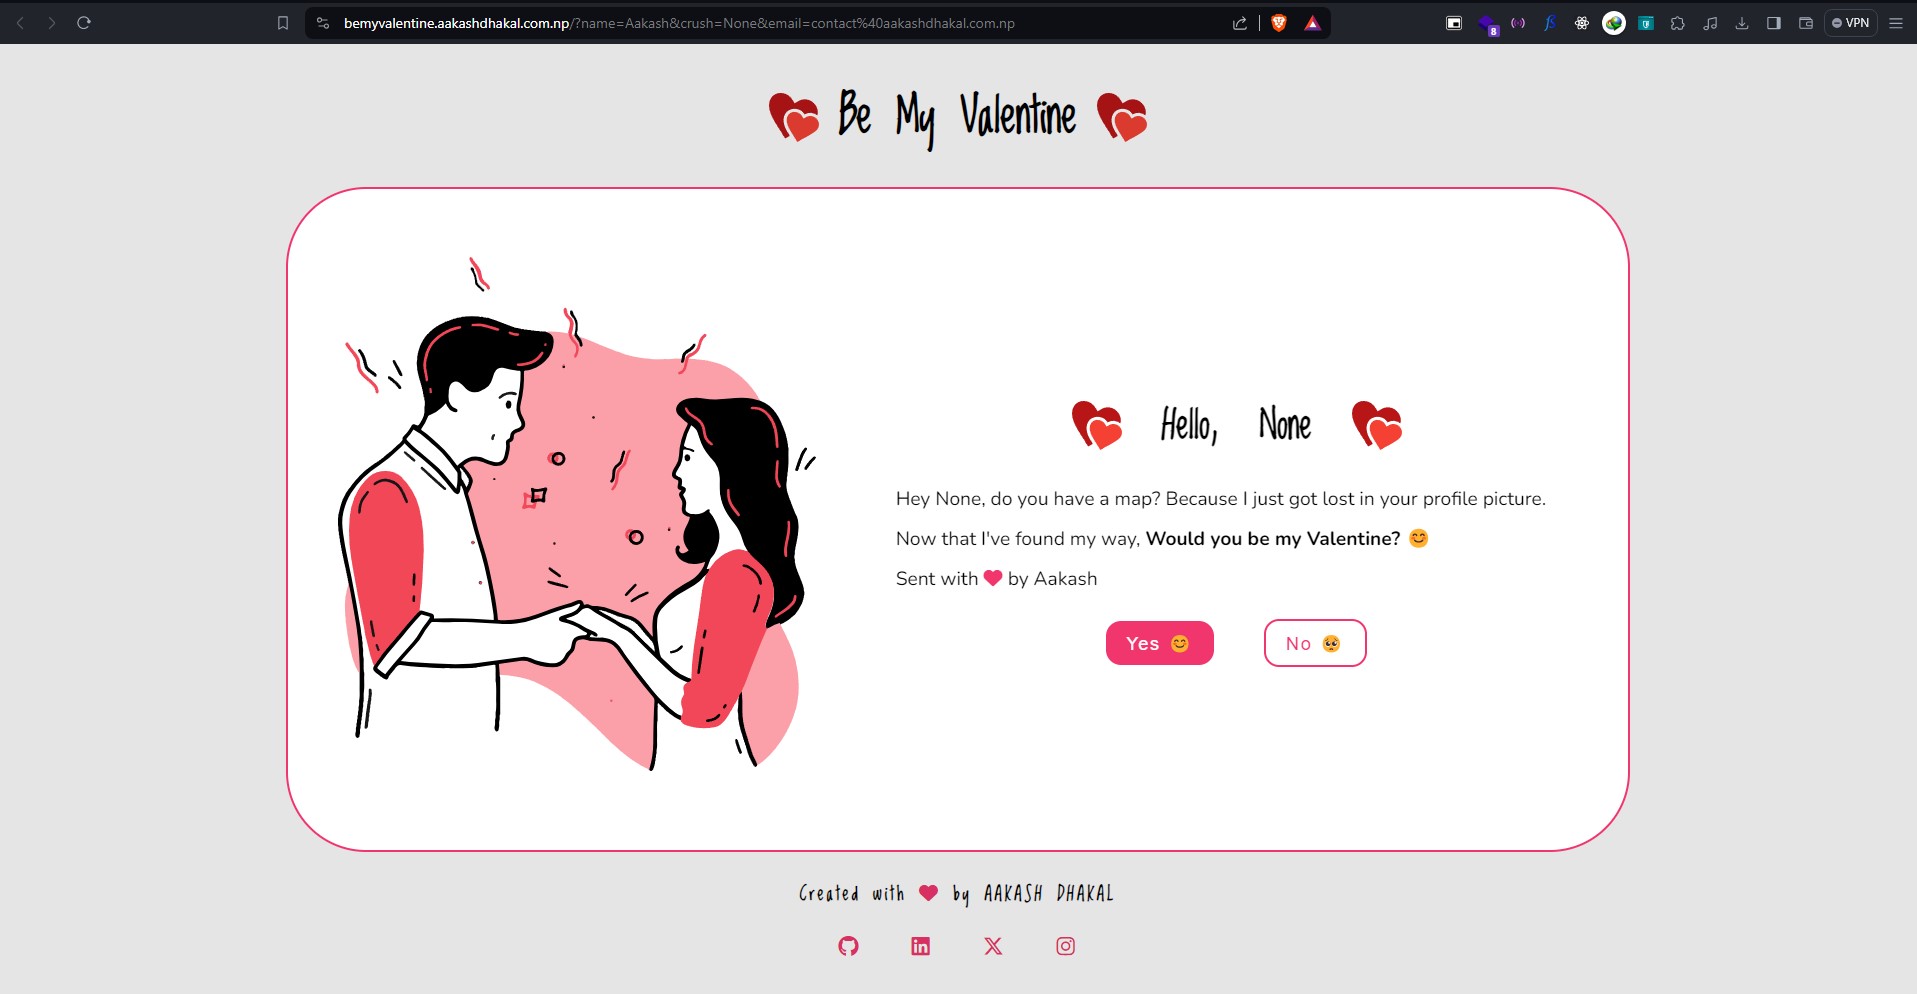 bemyvalentine.aakashdhakal.com.np/?name=Aakash&crush=None&email=contact%40aakashdhakal.com.np
8
VPN
Be My Valentine
Hello, None
Hey None, do you have a map? Because I just got lost in your profile picture.
Now that I've found my way, Would you be my Valentine? 😊
Sent with ❤ by Aakash
Yes 😊
No 🥺
Created with ❤ by AAKASH DHAKAL